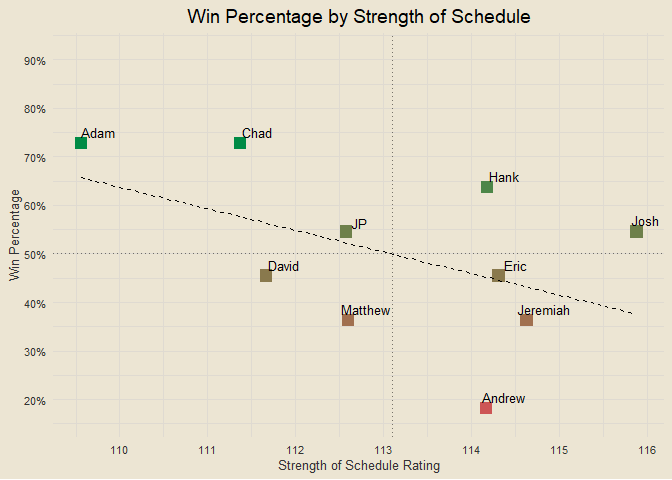 Win Percentage by Strength of Schedule
90%
80%
70%
60%
50%
40%
30%
20%
Win Percentage
Adam
Chad
Hank
JP
Josh
David
Eric
Matthew
Jeremiah
Andrew
110
111
112
113
114
115
116
Strength of Schedule Rating